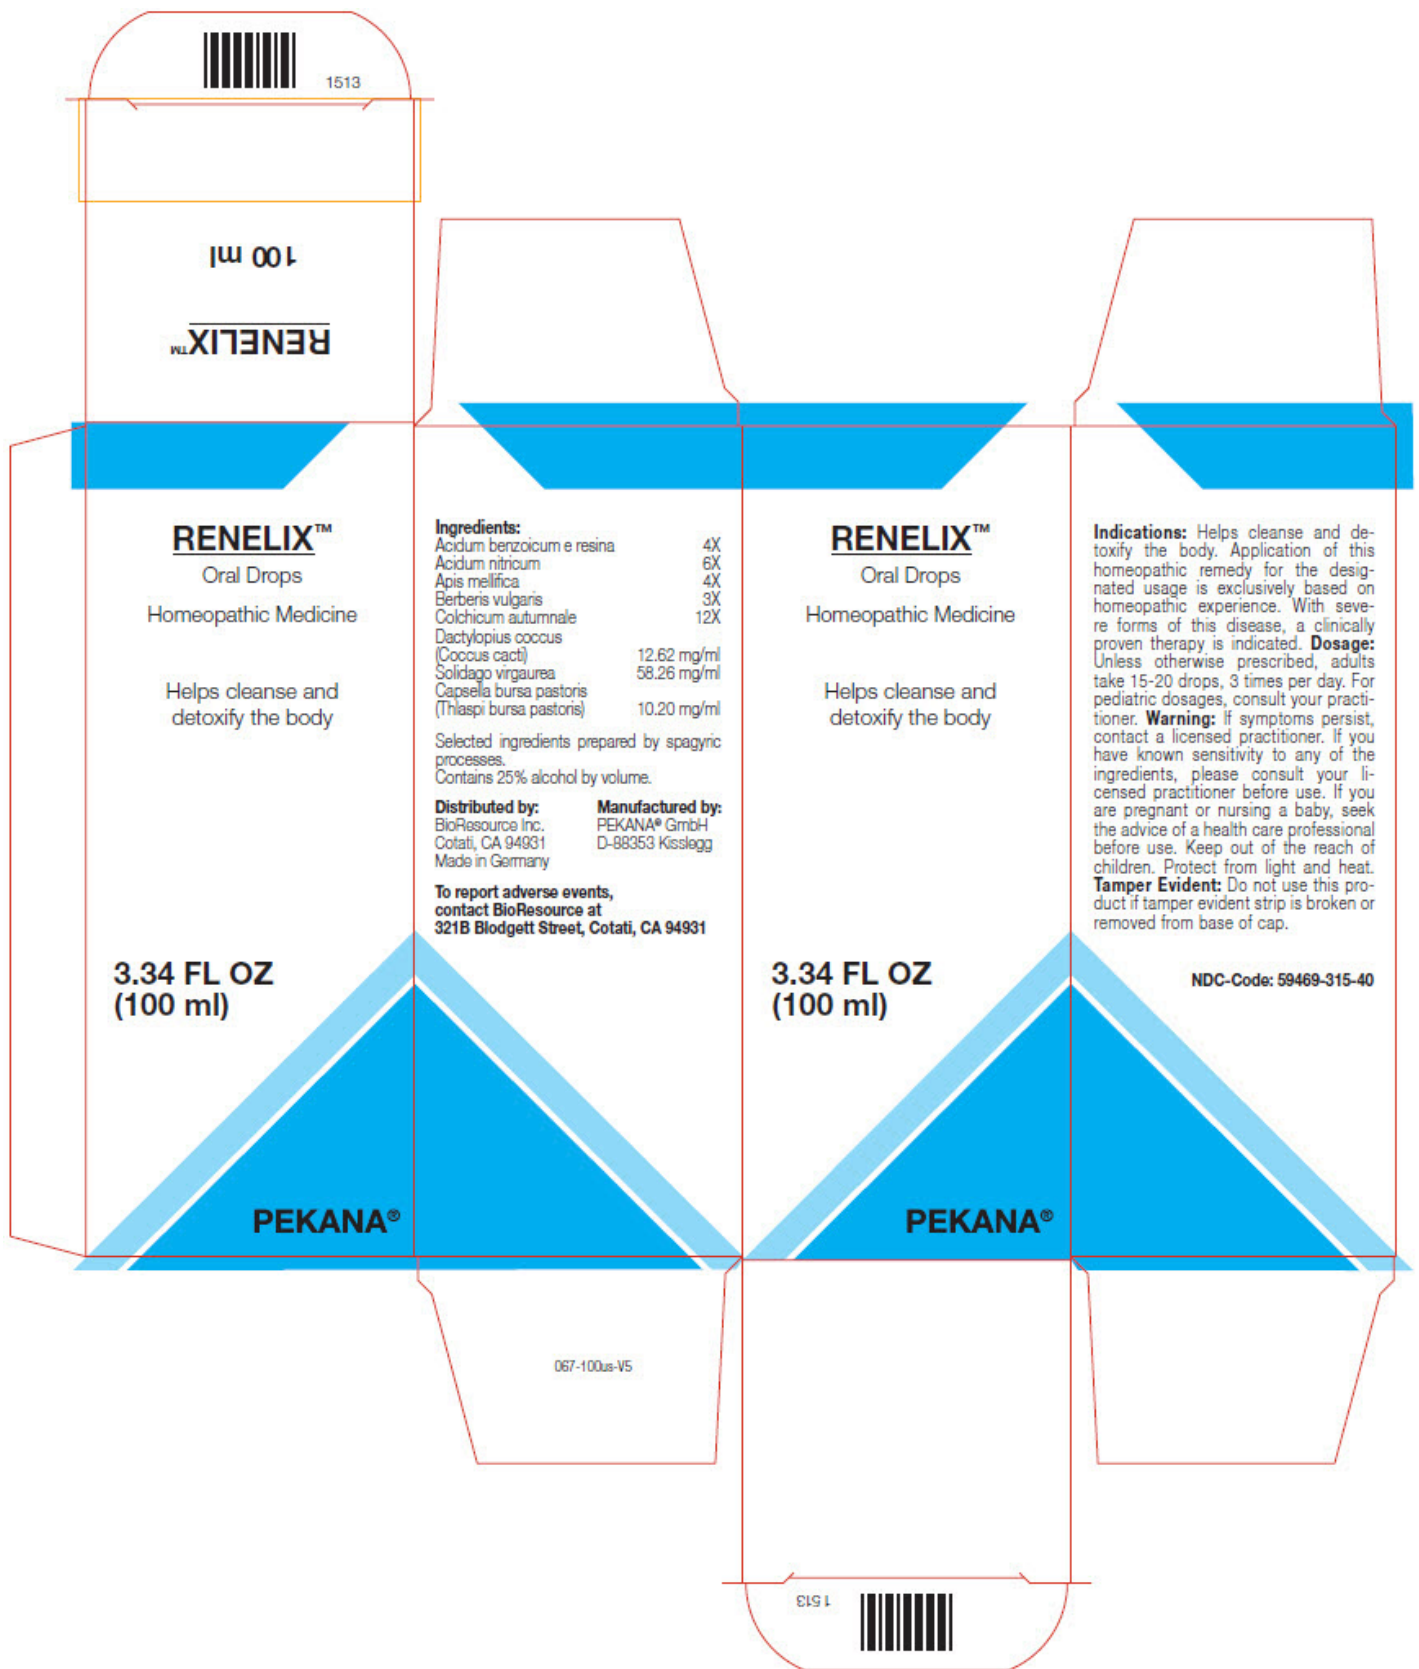 1513
100 ml
RENELIX™
RENELIX™
Oral Drops
Homeopathic Medicine
Helps cleanse and
detoxify the body
3.34 FL OZ
(100 ml)
PEKANA®
Ingredients:
Acidum benzoicum e resina 4X
Acidum nitricum 6X
Apis mellifica 4X
Berberis vulgaris 3X
Colchicum autumnale 12X
Dactylopius coccus
(Coccus cacti) 12.62 mg/ml
Solidago virgaurea 58.26 mg/ml
Capsella bursa pastoris
(Thlaspi bursa pastoris) 10.20 mg/ml
Selected ingredients prepared by spagyric
processes.
Contains 25% alcohol by volume.
Distributed by: Manufactured by:
BioResource Inc. PEKANA® GmbH
Cotati, CA 94931 D-88353 Kisslegg
Made in Germany
To report adverse events,
contact BioResource at
321B Blodgett Street, Cotati, CA 94931
067-100us-V5
RENELIX™
Oral Drops
Homeopathic Medicine
Helps cleanse and
detoxify the body
3.34 FL OZ
(100 ml)
PEKANA®
Indications: Helps cleanse and de-
toxify the body. Application of this
homeopathic remedy for the desig-
nated usage is exclusively based on
homeopathic experience. With seve-
re forms of this disease, a clinically
proven therapy is indicated. Dosage:
Unless otherwise prescribed, adults
take 15-20 drops, 3 times per day. For
pediatric dosages, consult your practi-
tioner. Warning: If symptoms persist,
contact a licensed practitioner. If you
have known sensitivity to any of the
ingredients, please consult your li-
censed practitioner before use. If you
are pregnant or nursing a baby, seek
the advice of a health care professional
before use. Keep out of the reach of
children. Protect from light and heat.
Tamper Evident: Do not use this pro-
duct if tamper evident strip is broken or
removed from base of cap.
NDC-Code: 59469-315-40
1513